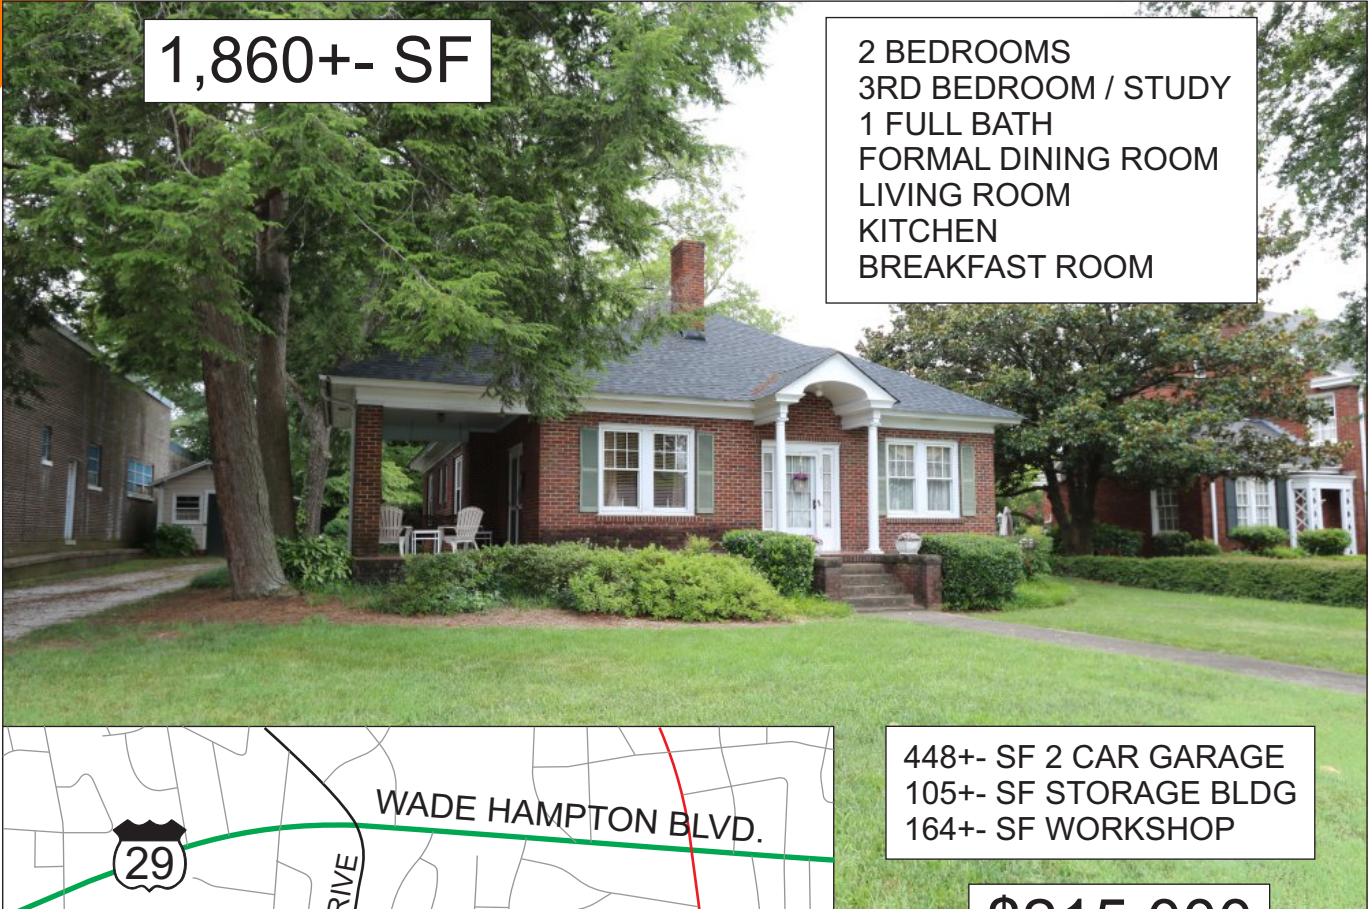 1,860+- SF
2 BEDROOMS
3RD BEDROOM / STUDY
1 FULL BATH
FORMAL DINING ROOM
LIVING ROOM
KITCHEN
BREAKFAST ROOM
WADE HAMPTON BLVD.
29
448+- SF 2 CAR GARAGE
105+- SF STORAGE BLDG
164+- SF WORKSHOP